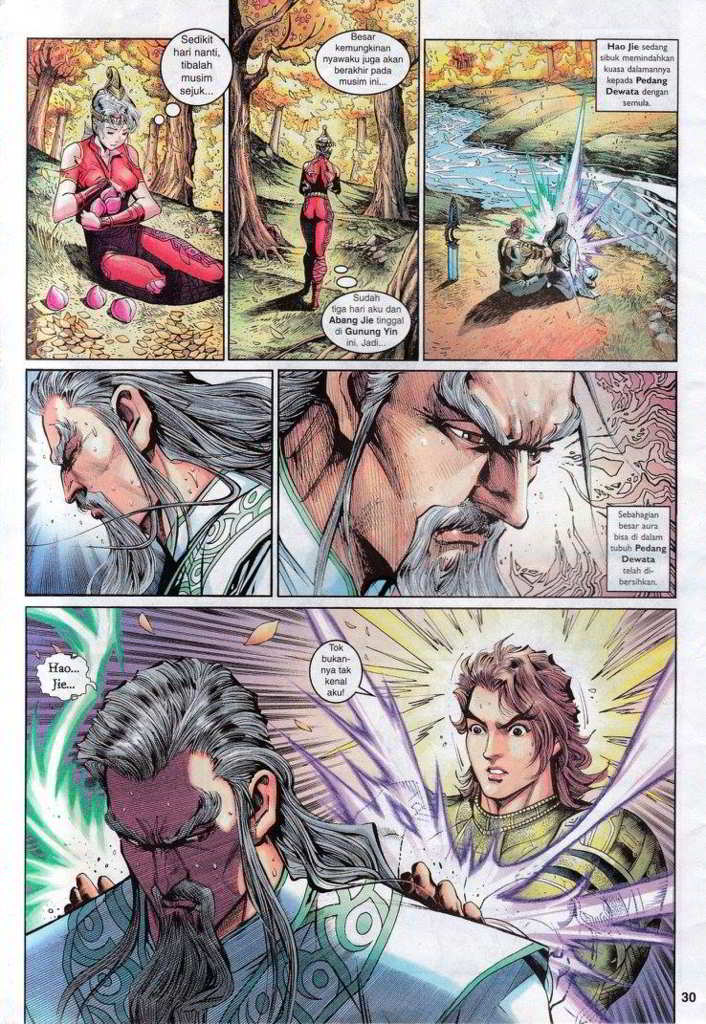 Sedikit
hari nanti,
tibalah
musim
sejuk...
Besar
kemungkinan
nyawaku juga akan
berakhir pada
musim ini...
Sudah
tiga hari aku dan
Abang Jie tinggal
di Gunung Yin
ini. Jadi...
Hao Jie sedang
sibuk memindahkan
kuasa dalamannya
kepada Pedang
Dewata dengan
semula.
Sebahagian
besar aura
bisa di dalam
tubuh Pedang
Dewata
telah di-
bersihkan.
Hao...
Jie...
Tok
bukan-
nya tak
kenal
aku!
30